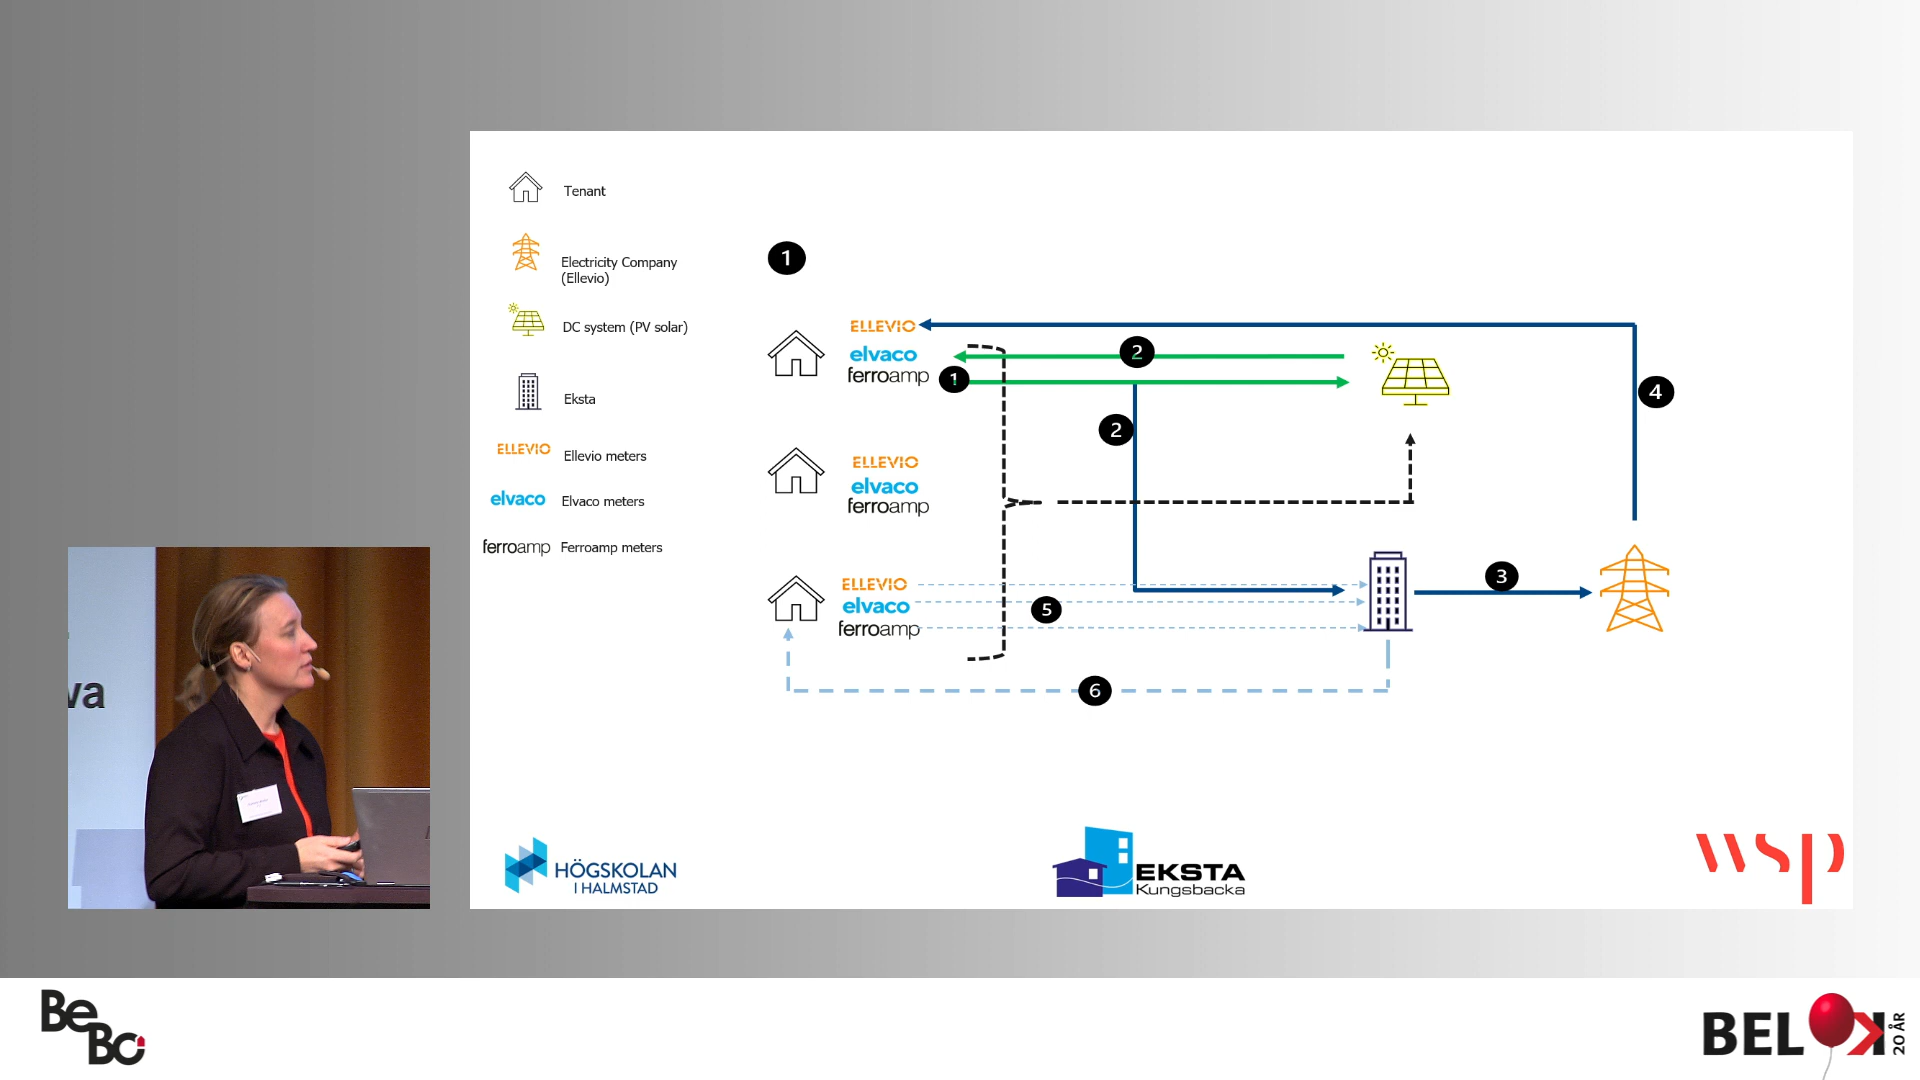 Tenant
Electricity Company
(Ellevio)
DC system (PV solar)
Eksta
ELLEVIO Ellevio meters
elvaco Elvaco meters
ferroamp Ferroamp meters
1
ELLEVIO
elvaco
ferroamp
1
2
2
4
ELLEVIO
elvaco
ferroamp
ELLEVIO
elvaco
ferroamp
5
3
6
va
HÖGSKOLAN
I HALMSTAD
EKSTA
Kungsbacka
wsp
BeBo
BELOK 20 ÅR